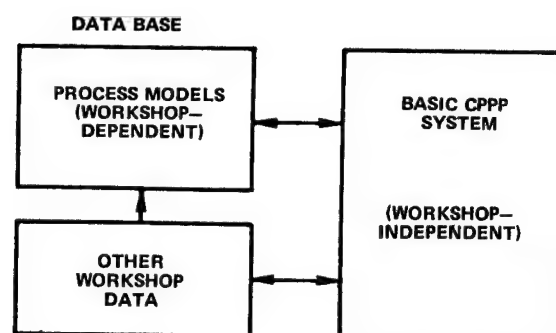 DATA BASE
PROCESS MODELS
(WORKSHOP—
DEPENDENT)
BASIC CPPP
SYSTEM
(WORKSHOP—
INDEPENDENT)
OTHER
WORKSHOP
DATA